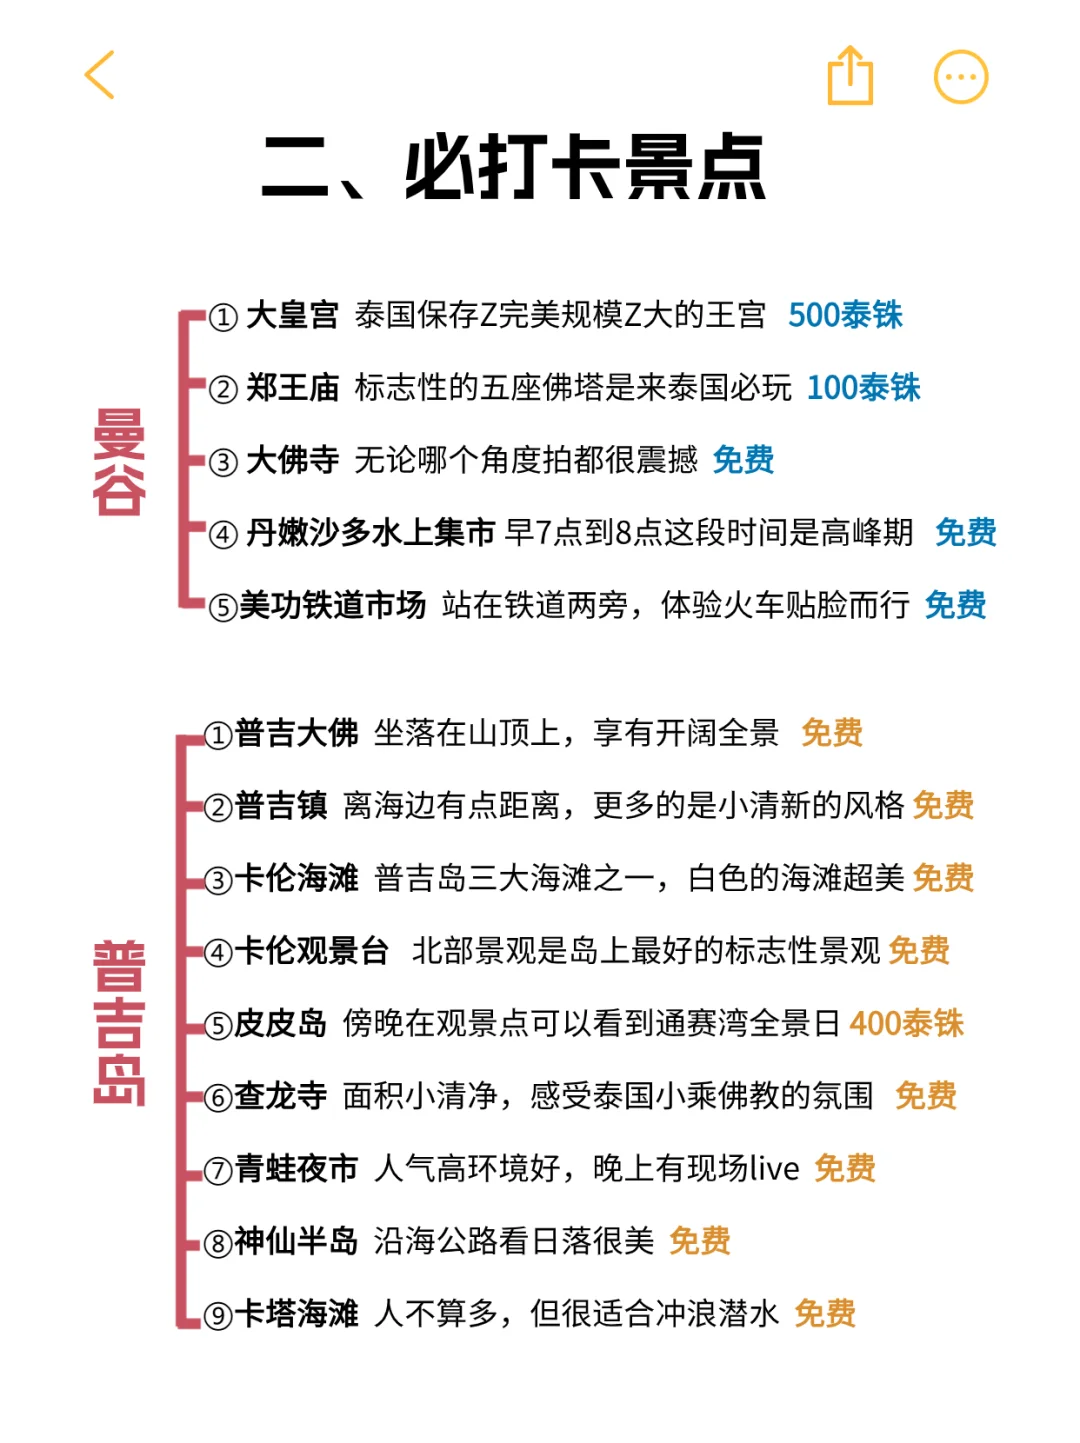 二、必打卡景点
曼谷
① 大皇宫 泰国保存Z完美规模Z大的王宫 500泰铢
② 郑王庙 标志性的五座佛塔是来泰国必玩 100泰铢
③ 大佛寺 无论哪个角度拍都很震撼 免费
④ 丹嫩沙多水上集市 早7点到8点这段时间是高峰期 免费
⑤美功铁道市场 站在铁道两旁，体验火车贴脸而行 免费
普吉岛
①普吉大佛 坐落在山顶上，享有开阔全景 免费
②普吉镇 离海边有点距离，更多的是小清新的风格 免费
③卡伦海滩 普吉岛三大海滩之一，白色的海滩超美 免费
④卡伦观景台 北部景观是岛上最好的标志性景观 免费
⑤皮皮岛 傍晚在观景点可以看到通赛湾全景日 400泰铢
⑥查龙寺 面积小清净，感受泰国小乘佛教的氛围 免费
⑦青蛙夜市 人气高环境好，晚上有现场live 免费
⑧神仙半岛 沿海公路看日落很美 免费
⑨卡塔海滩 人不算多，但很适合冲浪潜水 免费